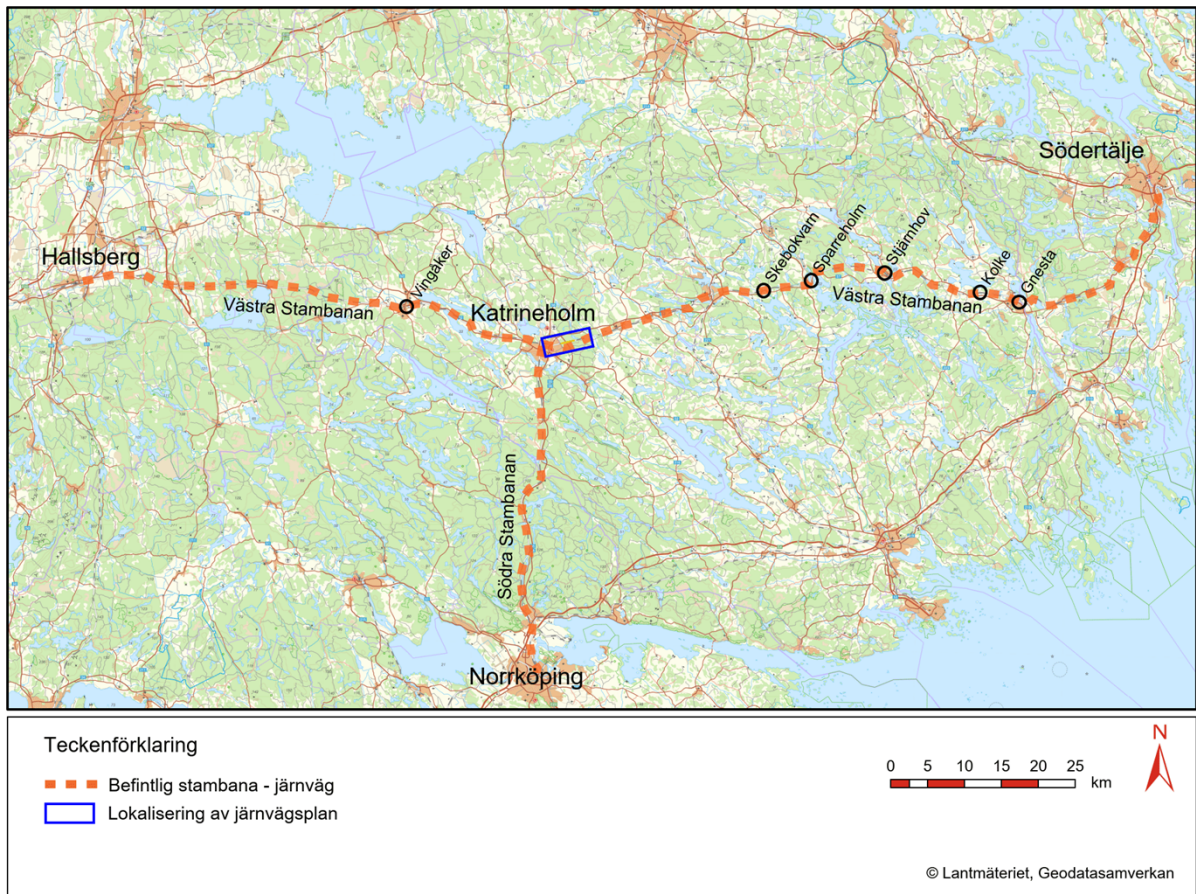 Södertälje
Hallsberg
Vingåker
Skebokvarn
Sparreholm
Stjärnhov
Kolke
Gnesta
Västra Stambanan
Västra Stambanan
Katrineholm
Södra Stambanan
Norrköping
Teckenförklaring
Befintlig stambana - järnväg
Lokalisering av järnvägsplan
0 5 10 15 20 25
km
N
© Lantmäteriet, Geodatasamverkan